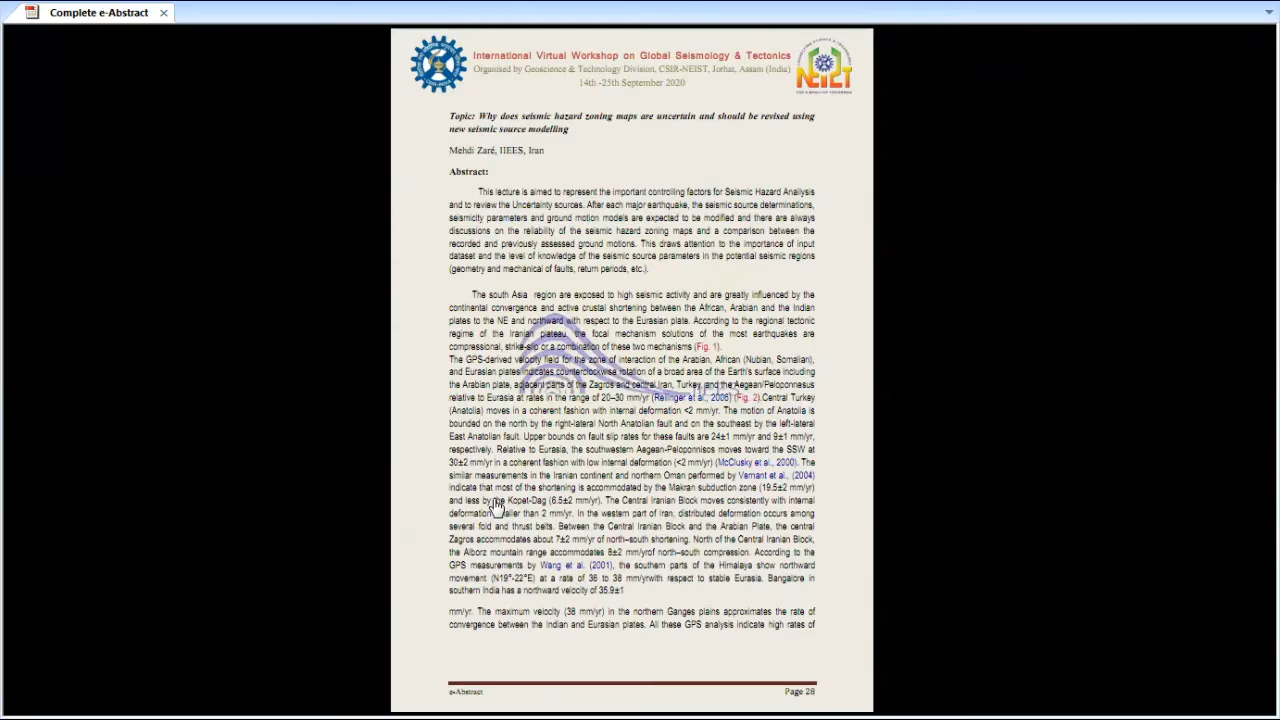 Complete e-Abstract
International Virtual Workshop on Global Seismology & Tectonics
Organised by Geoscience & Technology Division, CSIR-NEIST, Jorhat, Assam (India)
14th -25th September 2020
NEIST
Topic: Why does seismic hazard zoning maps are uncertain and should be revised using
new seismic source modelling
Mehdi Zaré, IIEES, Iran
Abstract:
This lecture is aimed to represent the important controlling factors for Seismic Hazard Analysis
and to review the Uncertainty sources. After each major earthquake, the seismic source determinations,
seismicity parameters and ground motion models are expected to be modified and there are always
discussions on the reliability of the seismic hazard zoning maps and a comparison between the
recorded and previously assessed ground motions. This draws attention to the importance of input
dataset and the level of knowledge of the seismic source parameters in the potential seismic regions
(geometry and mechanical of faults, return periods, etc.).
The south Asia region are exposed to high seismic activity and are greatly influenced by the
continental convergence and active crustal shortening between the African, Arabian and the Indian
plates to the NE and northward with respect to the Eurasian plate. According to the regional tectonic
regime of the Iranian plateau, the focal mechanism solutions of the most earthquakes are
compressional, strike-slip or a combination of these two mechanisms (Fig. 1).
The GPS-derived velocity field for the zone of interaction of the Arabian, African (Nubian, Somalian),
and Eurasian plates indicates counterclockwise rotation of a broad area of the Earth's surface including
the Arabian plate, adjacent parts of the Zagros and central Iran, Turkey, and the Aegean/Peloponnesus
relative to Eurasia at rates in the range of 20–30 mm/yr (Reilinger et al., 2006) (Fig. 2).Central Turkey
(Anatolia) moves in a coherent fashion with internal deformation <2 mm/yr. The motion of Anatolia is
bounded on the north by the right-lateral North Anatolian fault and on the southeast by the left-lateral
East Anatolian fault. Upper bounds on fault slip rates for these faults are 24±1 mm/yr and 9±1 mm/yr,
respectively. Relative to Eurasia, the southwestern Aegean-Peloponnisos moves toward the SSW at
30±2 mm/yr in a coherent fashion with low internal deformation (<2 mm/yr) (McClusky et al., 2000). The
similar measurements in the Iranian continent and northern Oman performed by Vernant et al., (2004)
indicate that most of the shortening is accommodated by the Makran subduction zone (19.5±2 mm/yr)
and less by the Kopet-Dag (6.5±2 mm/yr). The Central Iranian Block moves consistently with internal
deformation smaller than 2 mm/yr. In the western part of Iran, distributed deformation occurs among
several fold and thrust belts. Between the Central Iranian Block and the Arabian Plate, the central
Zagros accommodates about 7±2 mm/yr of north–south shortening. North of the Central Iranian Block,
the Alborz mountain range accommodates 8±2 mm/yrof north–south compression. According to the
GPS measurements by Wang et al. (2001), the southern parts of the Himalaya show northward
movement (N19°-22°E) at a rate of 36 to 38 mm/yrwith respect to stable Eurasia. Bangalore in
southern India has a northward velocity of 35.9±1
mm/yr. The maximum velocity (38 mm/yr) in the northern Ganges plains approximates the rate of
convergence between the Indian and Eurasian plates. All these GPS analysis indicate high rates of
e-Abstract
Page 28